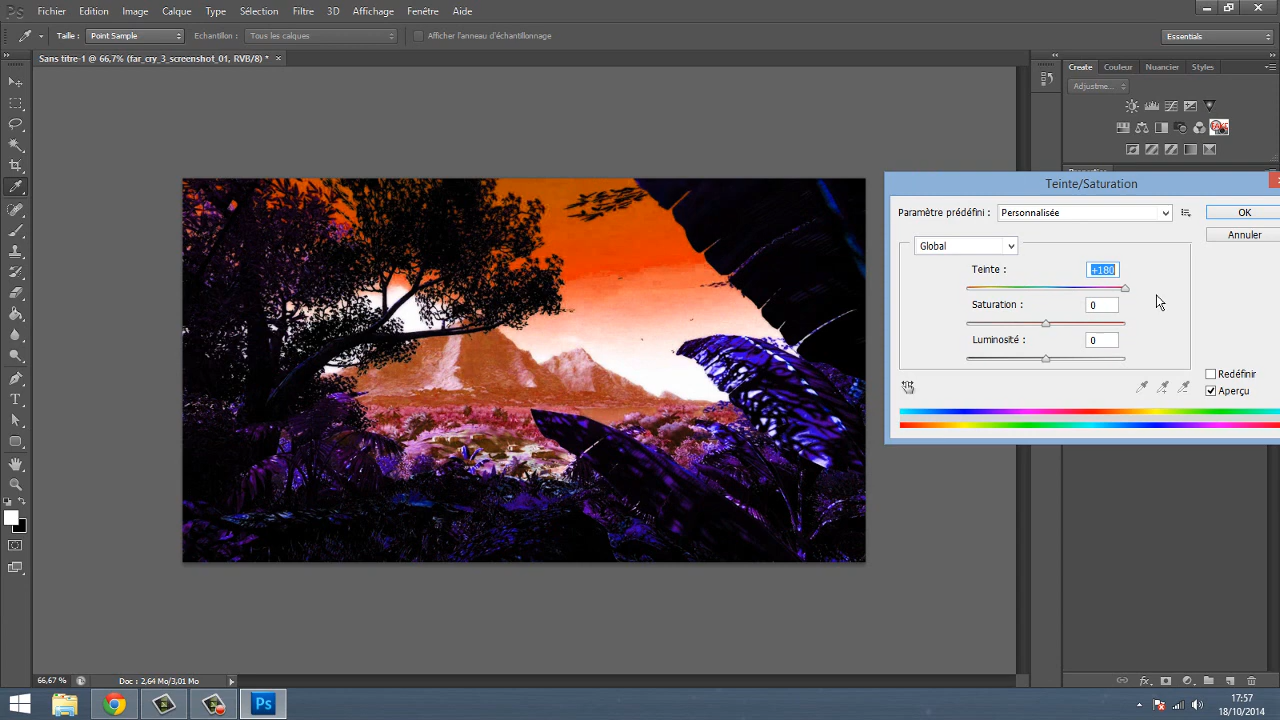 Ps Fichier Edition Image Calque Type Sélection Filtre 3D Affichage Fenêtre Aide
Taille : Point Sample Echantillon : Tous les calques Afficher l'anneau d'échantillonnage Essentials
Sans titre-1 @ 66,7% (far_cry_3_screenshot_01, RVB/8) * ×
Create Couleur Nuancier Styles
Adjustme...
Teinte/Saturation
Paramètre prédéfini : Personnalisée OK
Annuler
Global
Teinte : +180
Saturation : 0
Luminosité : 0
Redéfinir
Aperçu
66,67 % Doc : 2,64 Mo/3,01 Mo
Ps
17:57
18/10/2014